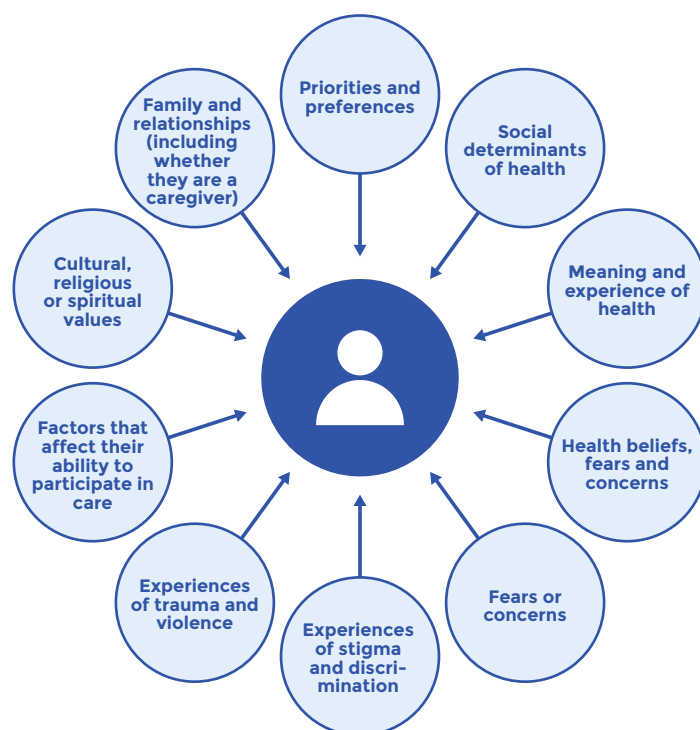 Priorities and
preferences
Social
determinants
of health
Meaning and
experience of
health
Health beliefs,
fears and
concerns
Fears or
concerns
Experiences
of stigma
and discri-
mination
Experiences
of trauma and
violence
Factors that
affect their
ability to
participate in
care
Cultural,
religious
or spiritual
values
Family and
relationships
(including
whether
they are a
caregiver)